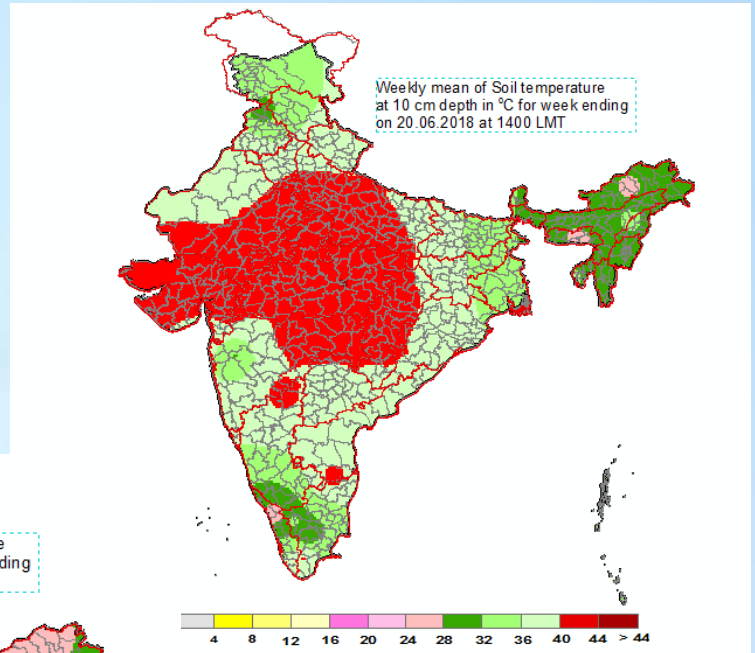 Weekly mean of Soil temperature
at 10 cm depth in °C for week ending
on 20.06.2018 at 1400 LMT
ding
4 8 12 16 20 24 28 32 36 40 44 > 44